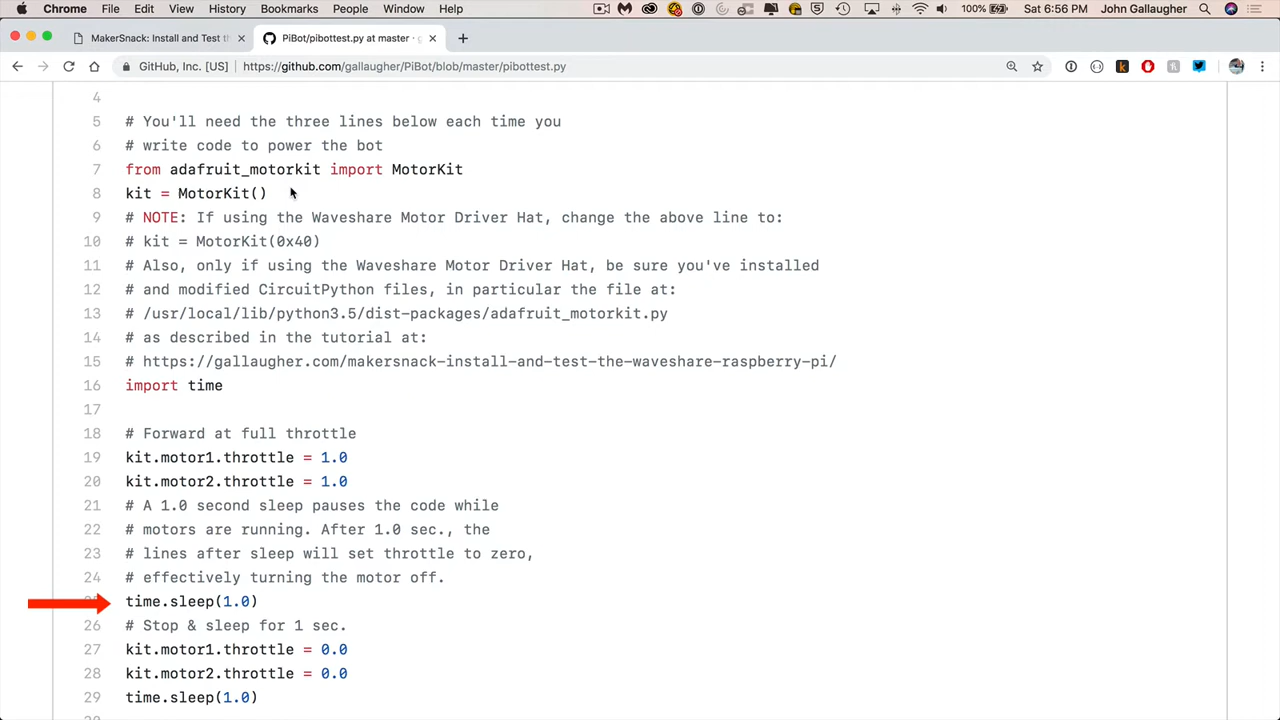 Chrome File Edit View History Bookmarks People Window Help 100% Sat 6:56 PM John Gallaugher
MakerSnack: Install and Test th PiBot/pibottest.py at master · g
GitHub, Inc. [US] https://github.com/gallaugher/PiBot/blob/master/pibottest.py
4
5 # You'll need the three lines below each time you
6 # write code to power the bot
7 from adafruit_motorkit import MotorKit
8 kit = MotorKit()
9 # NOTE: If using the Waveshare Motor Driver Hat, change the above line to:
10 # kit = MotorKit(0x40)
11 # Also, only if using the Waveshare Motor Driver Hat, be sure you've installed
12 # and modified CircuitPython files, in particular the file at:
13 # /usr/local/lib/python3.5/dist-packages/adafruit_motorkit.py
14 # as described in the tutorial at:
15 # https://gallaugher.com/makersnack-install-and-test-the-waveshare-raspberry-pi/
16 import time
17
18 # Forward at full throttle
19 kit.motor1.throttle = 1.0
20 kit.motor2.throttle = 1.0
21 # A 1.0 second sleep pauses the code while
22 # motors are running. After 1.0 sec., the
23 # lines after sleep will set throttle to zero,
24 # effectively turning the motor off.
time.sleep(1.0)
26 # Stop & sleep for 1 sec.
27 kit.motor1.throttle = 0.0
28 kit.motor2.throttle = 0.0
29 time.sleep(1.0)